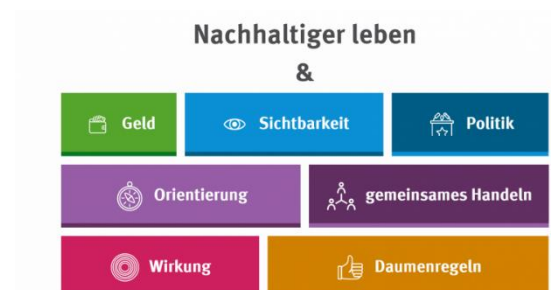 Nachhaltiger leben
&
Geld Sichtbarkeit Politik
Orientierung gemeinsames Handeln
Wirkung Daumenregeln